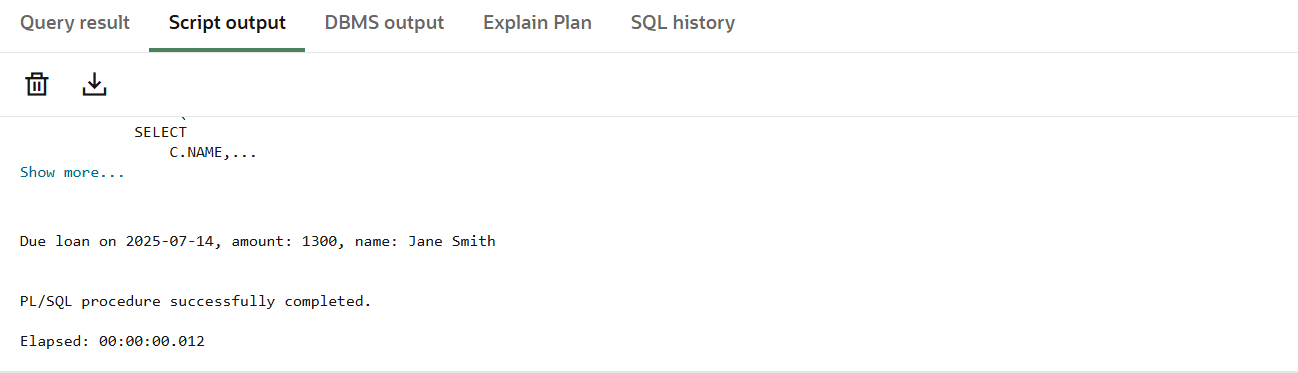 Query result Script output DBMS output Explain Plan SQL history
SELECT
C.NAME,...
Show more...
Due loan on 2025-07-14, amount: 1300, name: Jane Smith
PL/SQL procedure successfully completed.
Elapsed: 00:00:00.012